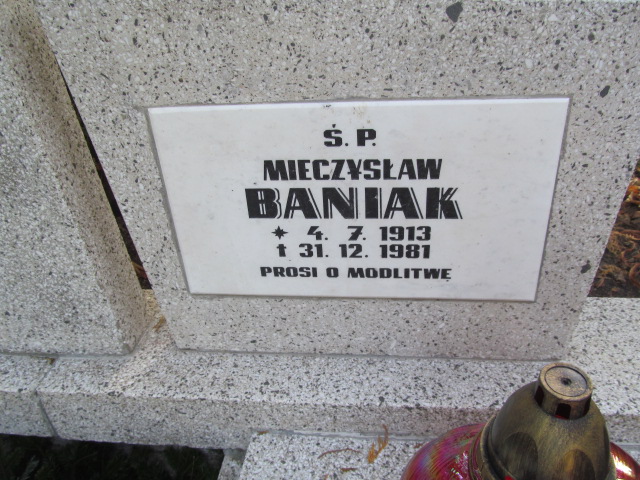 Ś. P.
MIECZYSŁAW
BANIAK
* 4. 7. 1913
† 31. 12. 1981
PROSI O MODLITWĘ